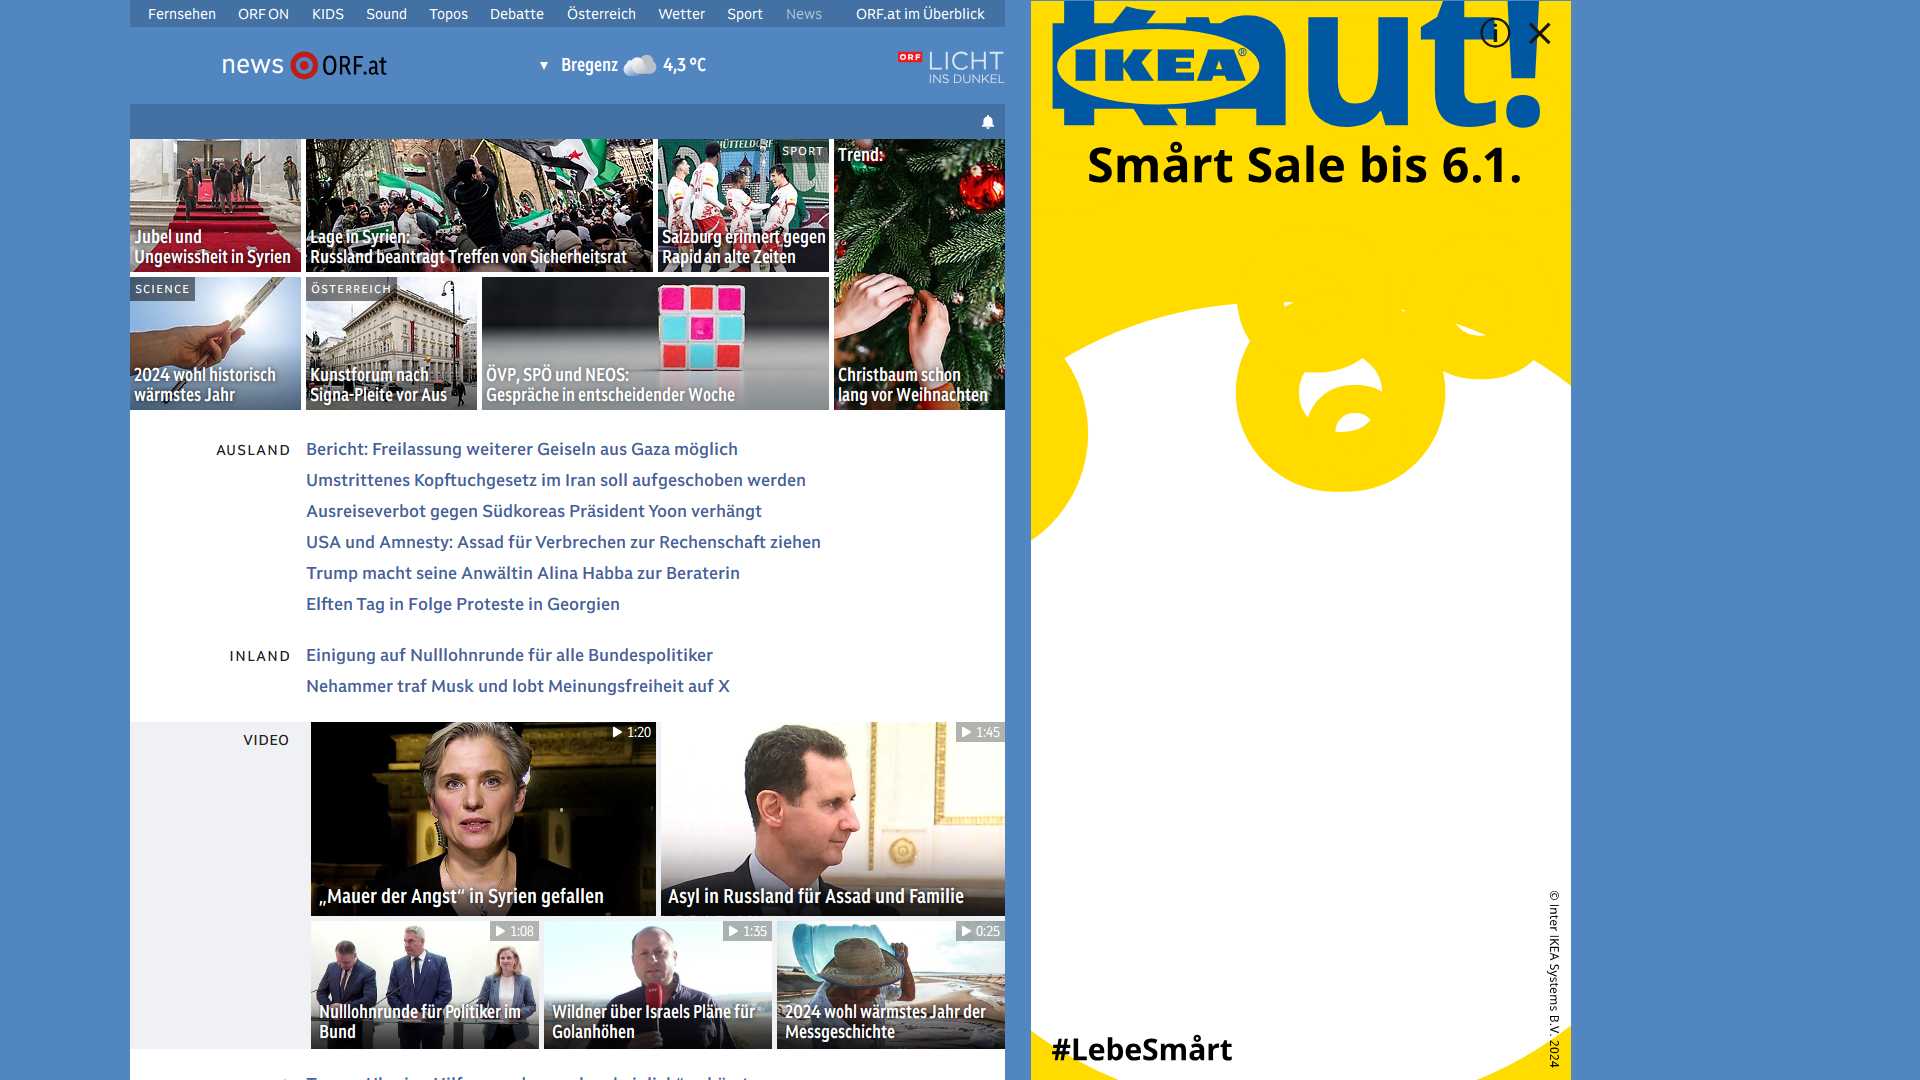 Fernsehen ORF ON KIDS Sound Topos Debatte Österreich Wetter Sport News ORF.at im Überblick
news ORF.at
Bregenz 4,3 °C
ORF LICHT
INS DUNKEL
Jubel und
Ungewissheit in Syrien
Lage in Syrien:
Russland beantragt Treffen von Sicherheitsrat
SPORT
Salzburg erinnert gegen
Rapid an alte Zeiten
Trend:
Christbaum schon
lang vor Weihnachten
SCIENCE
2024 wohl historisch
wärmstes Jahr
ÖSTERREICH
Kunstforum nach
Signa-Pleite vor Aus
ÖVP, SPÖ und NEOS:
Gespräche in entscheidender Woche
AUSLAND
Bericht: Freilassung weiterer Geiseln aus Gaza möglich
Umstrittenes Kopftuchgesetz im Iran soll aufgeschoben werden
Ausreiseverbot gegen Südkoreas Präsident Yoon verhängt
USA und Amnesty: Assad für Verbrechen zur Rechenschaft ziehen
Trump macht seine Anwältin Alina Habba zur Beraterin
Elften Tag in Folge Proteste in Georgien
INLAND
Einigung auf Nulllohnrunde für alle Bundespolitiker
Nehammer traf Musk und lobt Meinungsfreiheit auf X
VIDEO
1:20
„Mauer der Angst“ in Syrien gefallen
1:45
Asyl in Russland für Assad und Familie
1:08
Nulllohnrunde für Politiker im
Bund
1:35
Wildner über Israels Pläne für
Golanhöhen
0:25
2024 wohl wärmstes Jahr der
Messgeschichte
Knut!
IKEA®
Smårt Sale bis 6.1.
#LebeSmårt
© Inter IKEA Systems B.V. 2024